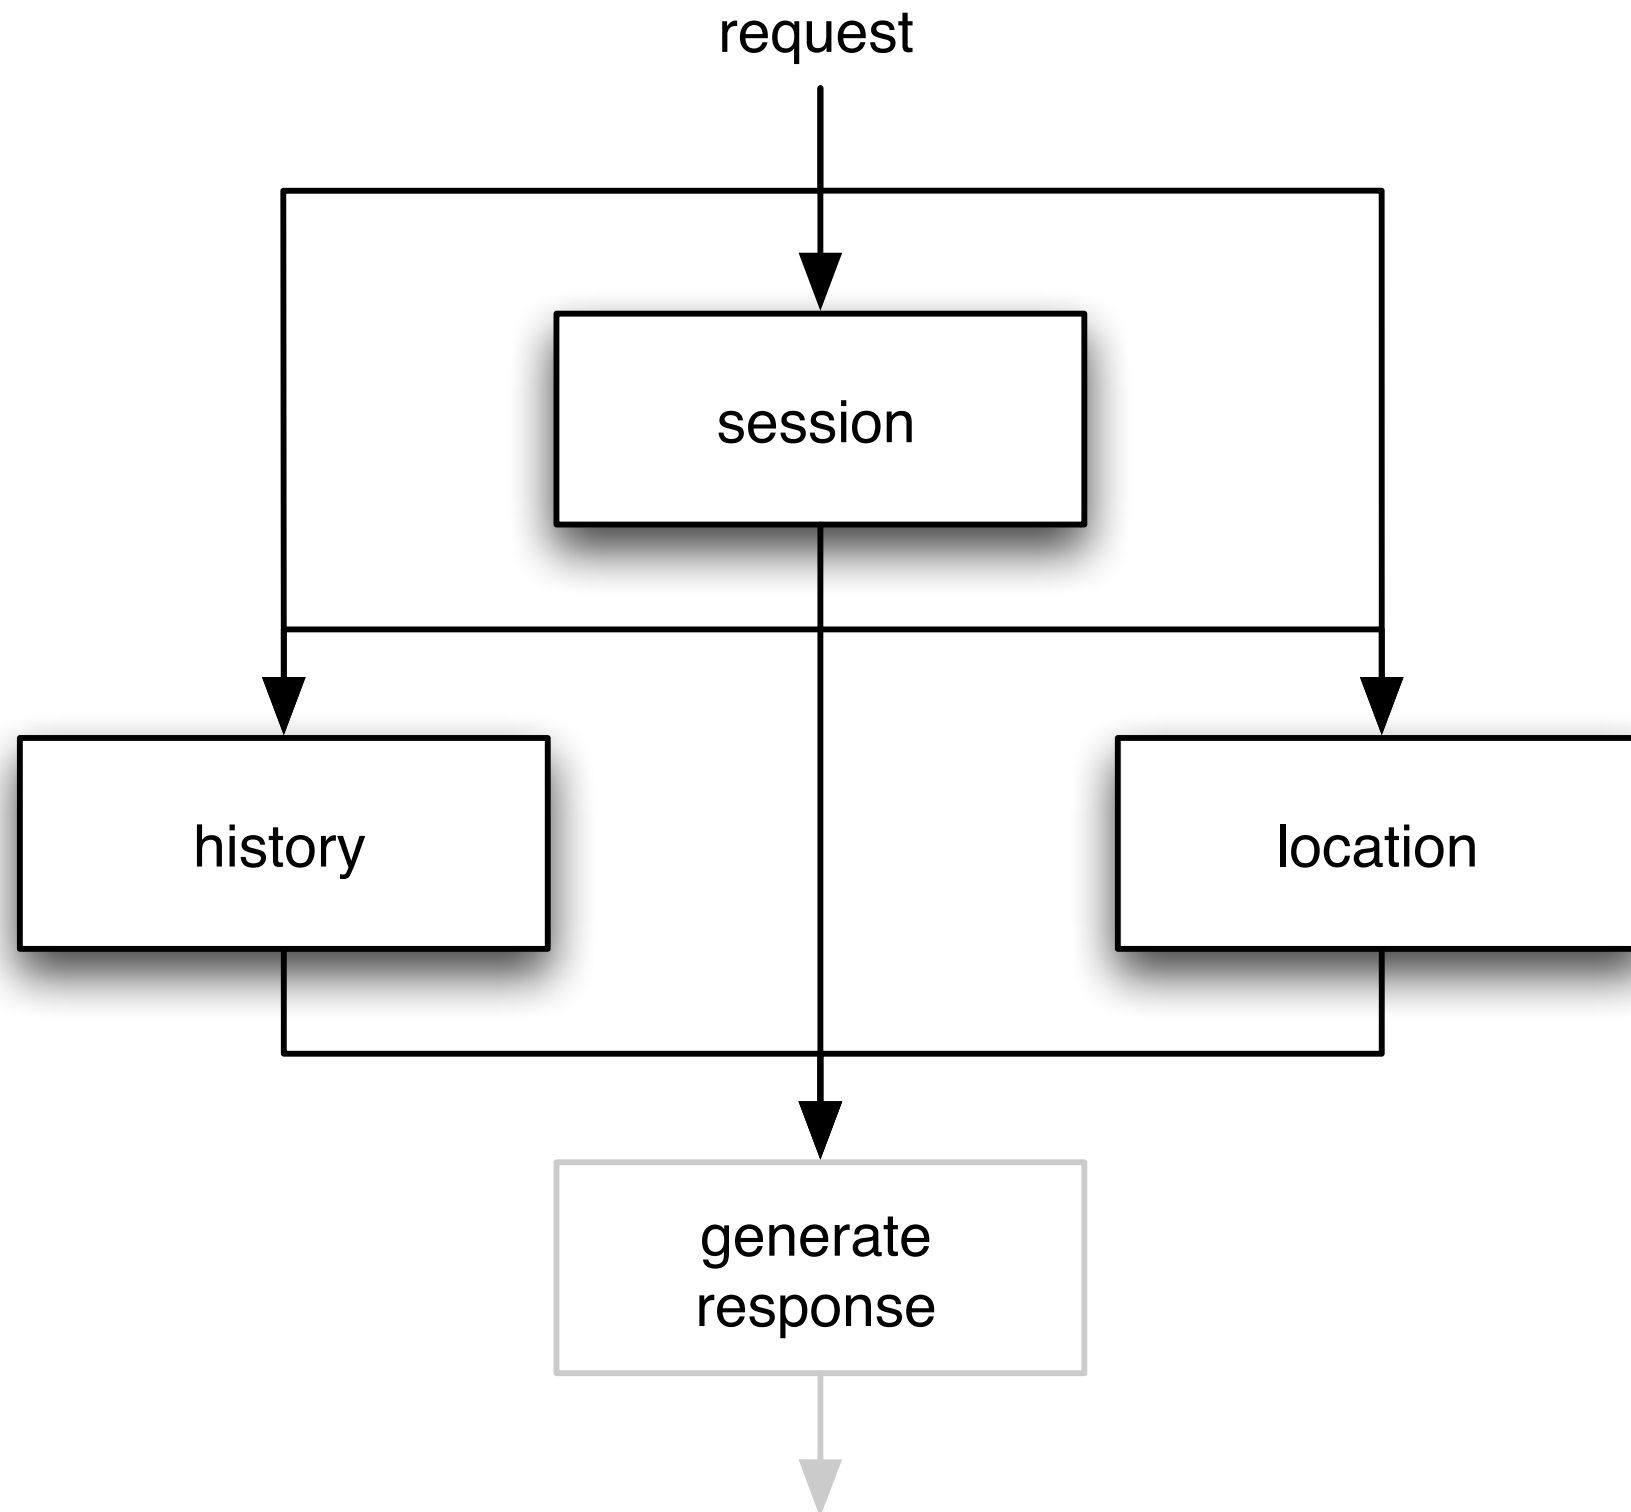 request
session
history
location
generate
response